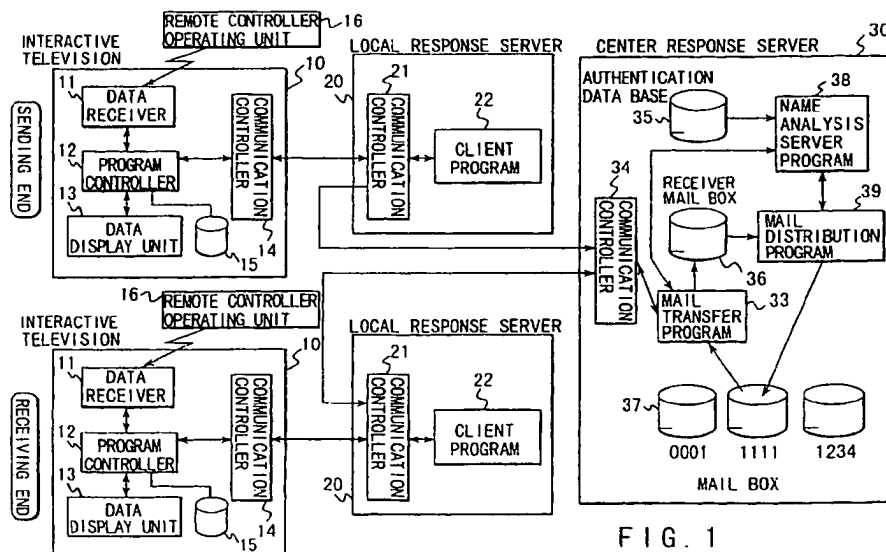 REMOTE CONTROLLER
OPERATING UNIT
16
INTERACTIVE
TELEVISION
10
SENDING END
11
DATA
RECEIVER
12
PROGRAM
CONTROLLER
13
DATA
DISPLAY UNIT
15
COMMUNICATION
CONTROLLER
14
LOCAL RESPONSE SERVER
20
21
COMMUNICATION
CONTROLLER
22
CLIENT
PROGRAM
CENTER RESPONSE SERVER
30
AUTHENTICATION
DATA BASE
35
38
NAME
ANALYSIS
SERVER
PROGRAM
34
COMMUNICATION
CONTROLLER
RECEIVER
MAIL BOX
36
39
MAIL
DISTRIBUTION
PROGRAM
MAIL
TRANSFER
PROGRAM
33
37
0001
1111
1234
MAIL BOX
16
REMOTE CONTROLLER
OPERATING UNIT
INTERACTIVE
TELEVISION
10
RECEIVING END
11
DATA
RECEIVER
12
PROGRAM
CONTROLLER
13
DATA
DISPLAY UNIT
15
COMMUNICATION
CONTROLLER
14
LOCAL RESPONSE SERVER
20
21
COMMUNICATION
CONTROLLER
22
CLIENT
PROGRAM
FIG. 1